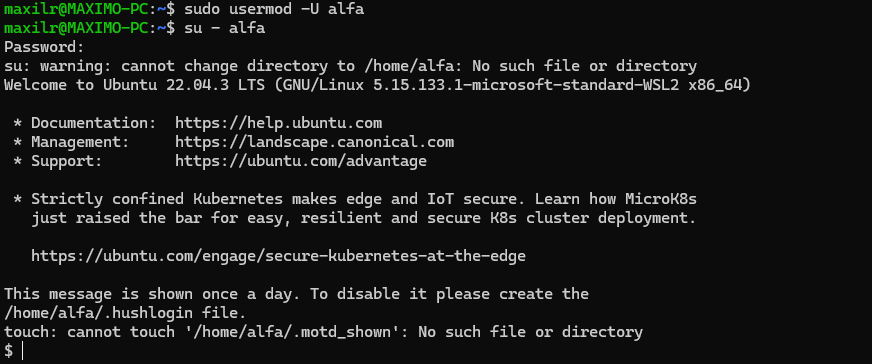 maxilr@MAXIMO-PC:~$ sudo usermod -U alfa
maxilr@MAXIMO-PC:~$ su - alfa
Password:
su: warning: cannot change directory to /home/alfa: No such file or directory
Welcome to Ubuntu 22.04.3 LTS (GNU/Linux 5.15.133.1-microsoft-standard-WSL2 x86_64)
* Documentation:  https://help.ubuntu.com
* Management:     https://landscape.canonical.com
* Support:        https://ubuntu.com/advantage
* Strictly confined Kubernetes makes edge and IoT secure. Learn how MicroK8s
just raised the bar for easy, resilient and secure K8s cluster deployment.
https://ubuntu.com/engage/secure-kubernetes-at-the-edge
This message is shown once a day. To disable it please create the
/home/alfa/.hushlogin file.
touch: cannot touch '/home/alfa/.motd_shown': No such file or directory
$